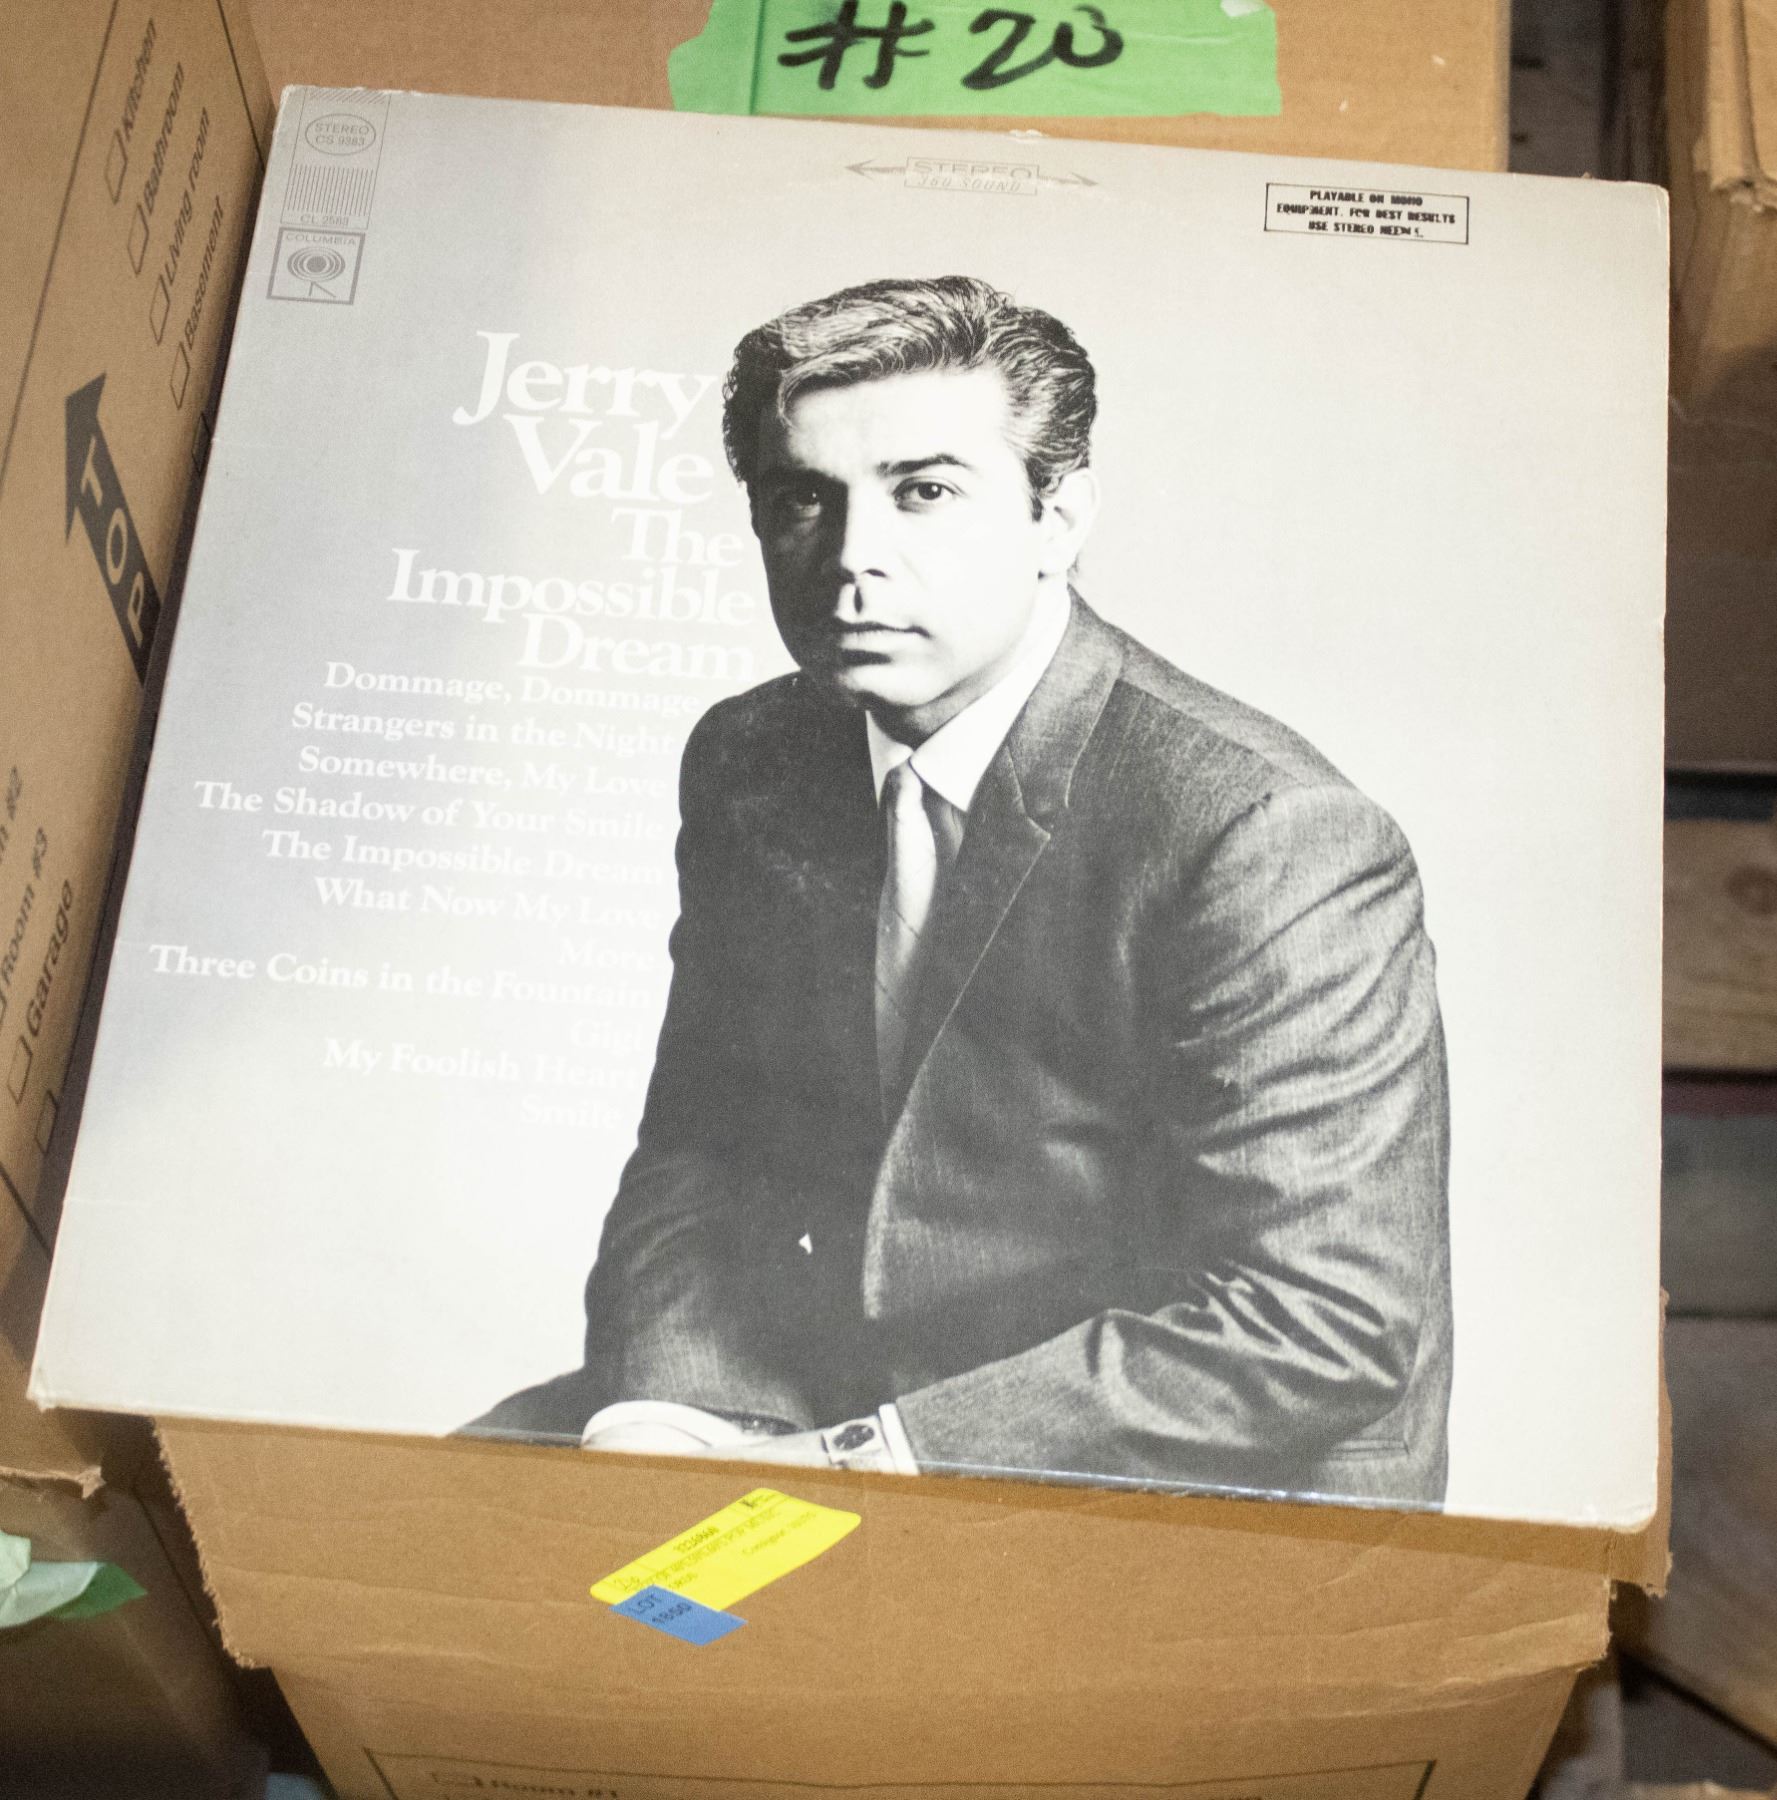 #20
Kitchen
Bathroom
Living room
Basement
TOP
Room #3
Garage
STEREO
CS 9383
CL 2583
COLUMBIA
STEREO
360 SOUND
PLAYABLE ON MONO
EQUIPMENT. FOR BEST RESULTS
USE STEREO
Jerry
Vale
The
Impossible
Dream
Dommage, Dommage
Strangers in the Night
Somewhere, My Love
The Shadow of Your Smile
The Impossible Dream
What Now My Love
More
Three Coins in the Fountain
Gigi
My Foolish Heart
Smile
LOT
1650
Room #1